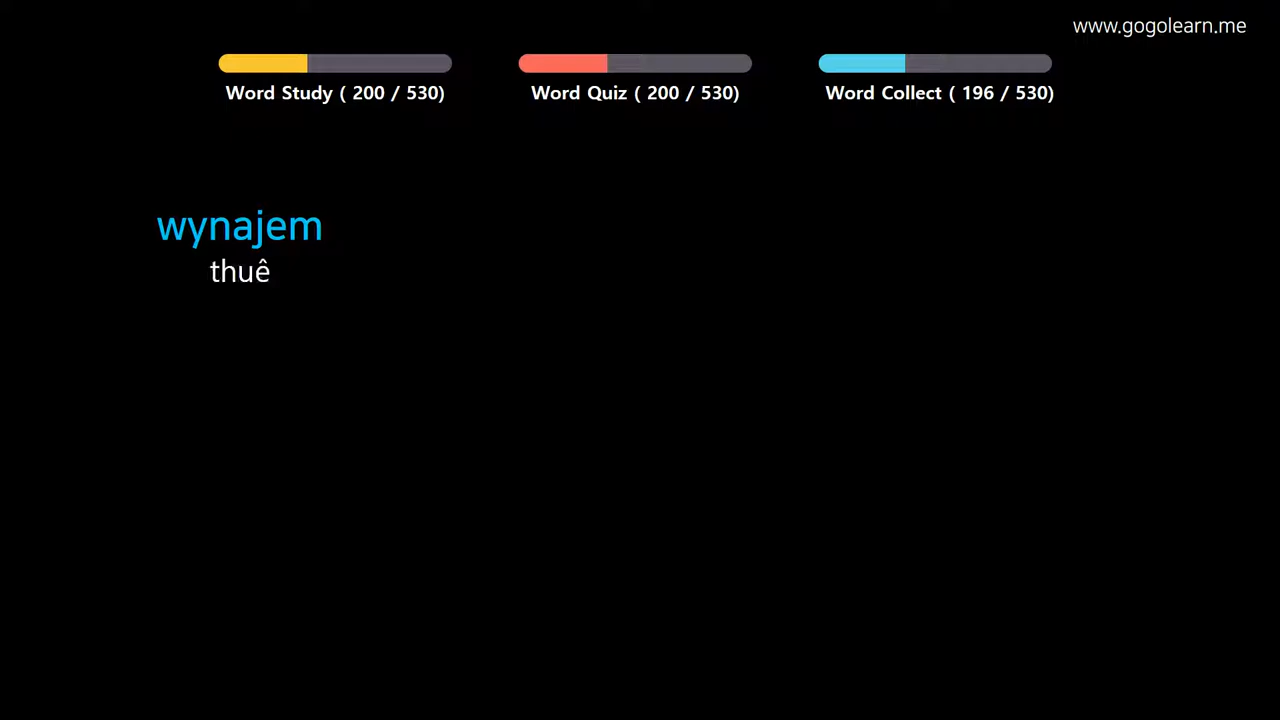 www.gogolearn.me
Word Study ( 200 / 530)
Word Quiz ( 200 / 530)
Word Collect ( 196 / 530)
wynajem
thuê